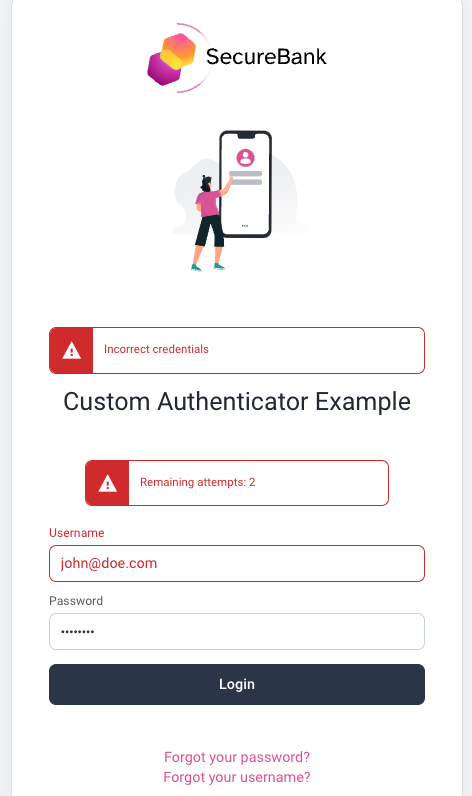 SecureBank
Incorrect credentials
Custom Authenticator Example
Remaining attempts: 2
Username
john@doe.com
Password
••••••••
Login
Forgot your password?
Forgot your username?